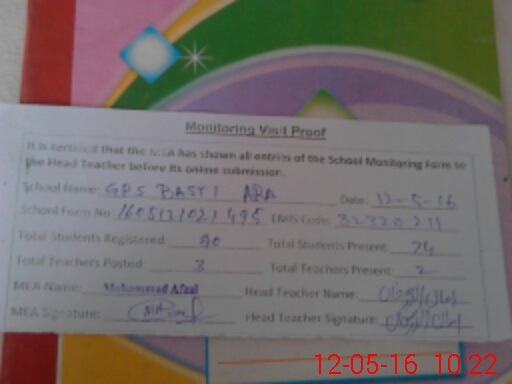 Monitoring Visit Proof
It is certified that the MEA has shown all entries of the School Monitoring Form to
the Head Teacher before its online submission.
School Name: GPS BASTI ARA Date: 12-5-16
School Form No: 1605121021495 EMIS Code: 32320211
Total Students Registered: 80 Total Students Present: 74
Total Teachers Posted: 3 Total Teachers Present: 2
MEA Name: Mohammad Afzal Head Teacher Name:
MEA Signature: Head Teacher Signature:
12-05-16 10:22